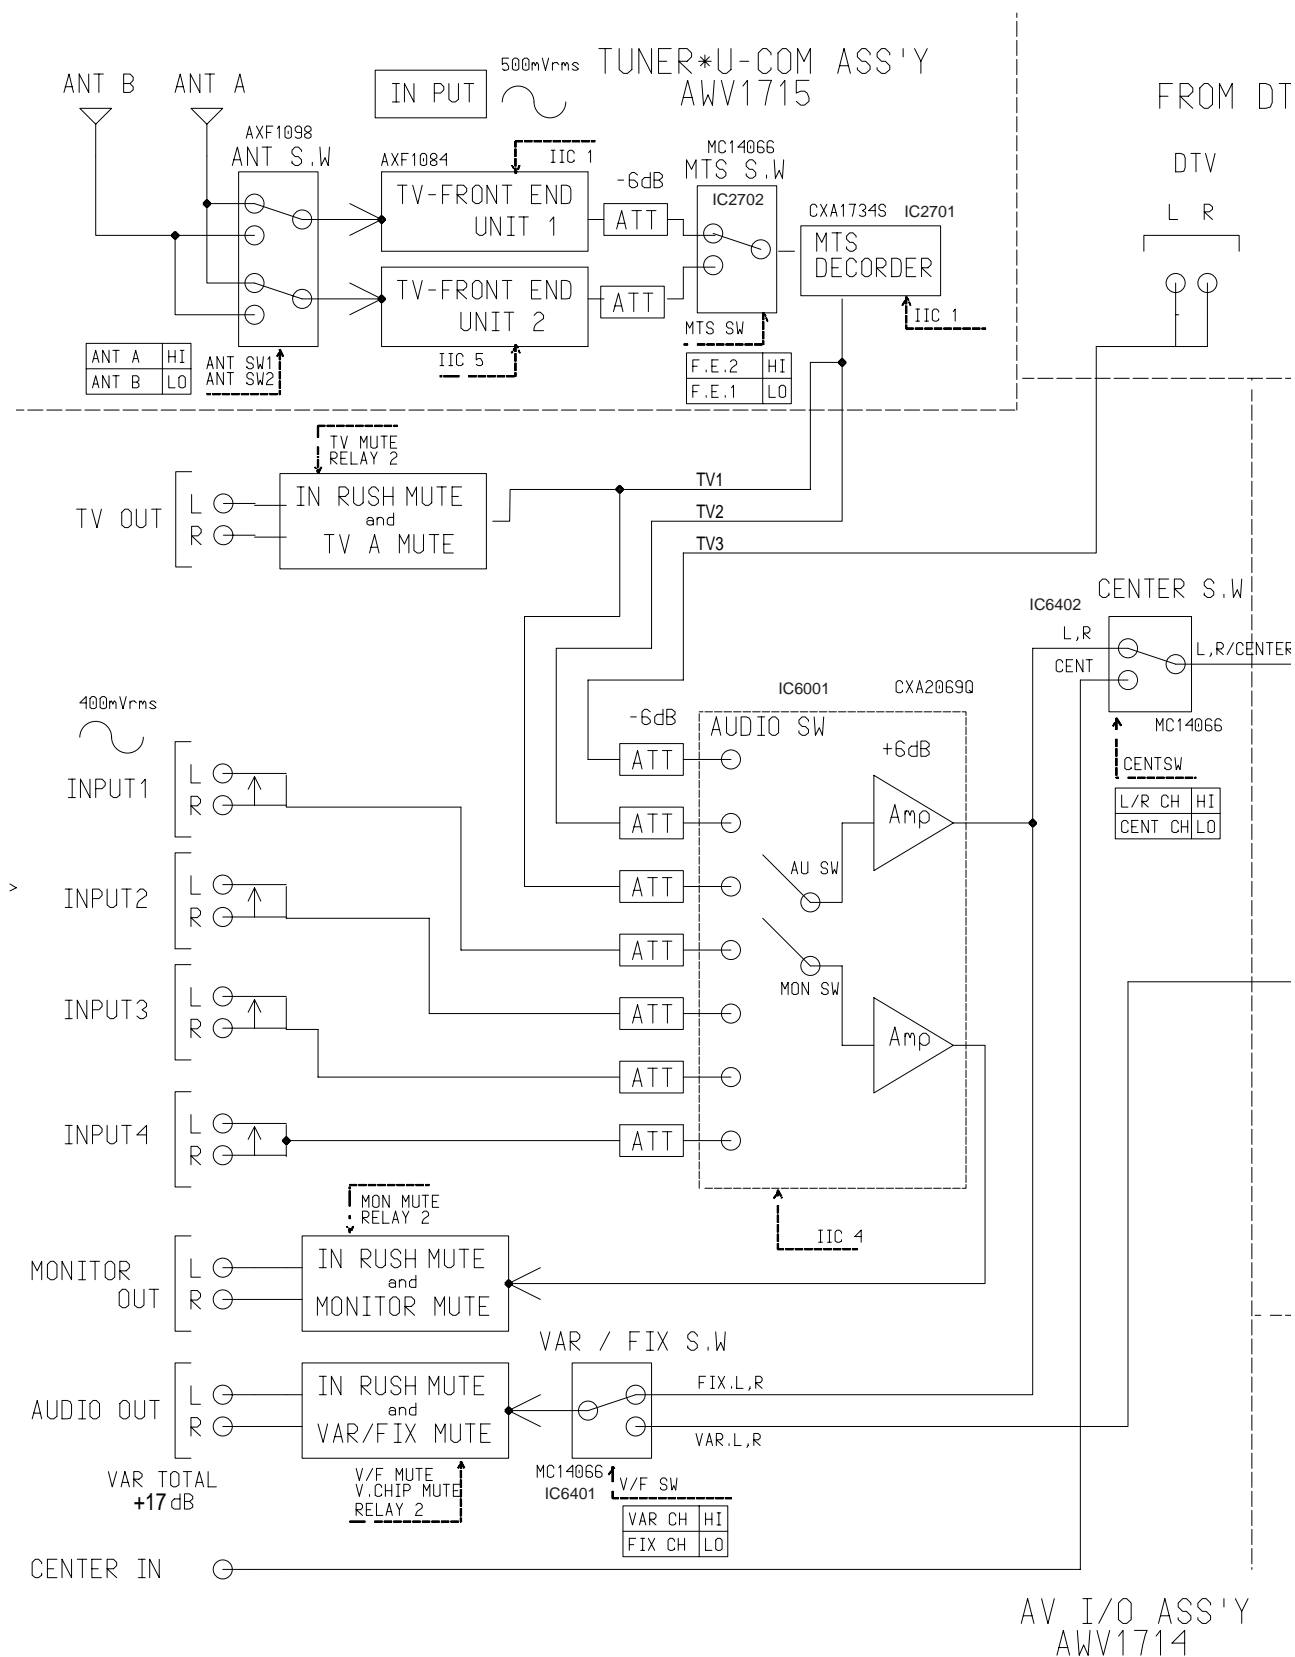 TUNER*U-COM ASS'Y
AWV1715
500mVrms
IN PUT
ANT B
ANT A
FROM DT
DTV
L R
AXF1098
ANT S.W
AXF1084
IIC 1
TV-FRONT END
UNIT 1
-6dB
ATT
MC14066
MTS S.W
IC2702
CXA1734S
IC2701
MTS
DECORDER
TV-FRONT END
UNIT 2
ATT
IIC 1
MTS SW
IIC 5
ANT A HI
ANT B LO
ANT SW1
ANT SW2
F.E.2 HI
F.E.1 LO
TV MUTE
RELAY 2
TV OUT
L
R
IN RUSH MUTE
and
TV A MUTE
TV1
TV2
TV3
CENTER S.W
IC6402
L,R
CENT
L,R/CENTER
MC14066
CENTSW
L/R CH HI
CENT CH LO
IC6001
CXA2069Q
400mVrms
-6dB
AUDIO SW
+6dB
INPUT1
L
R
ATT
ATT
Amp
AU SW
>
INPUT2
L
R
ATT
ATT
MON SW
INPUT3
L
R
ATT
Amp
ATT
INPUT4
L
R
ATT
MON MUTE
RELAY 2
IIC 4
MONITOR
OUT
L
R
IN RUSH MUTE
and
MONITOR MUTE
VAR / FIX S.W
AUDIO OUT
L
R
IN RUSH MUTE
and
VAR/FIX MUTE
FIX.L,R
VAR.L,R
VAR TOTAL
+17 dB
V/F MUTE
V.CHIP MUTE
RELAY 2
MC14066
IC6401
V/F SW
VAR CH HI
FIX CH LO
CENTER IN
AV I/O ASS'Y
AWV1714